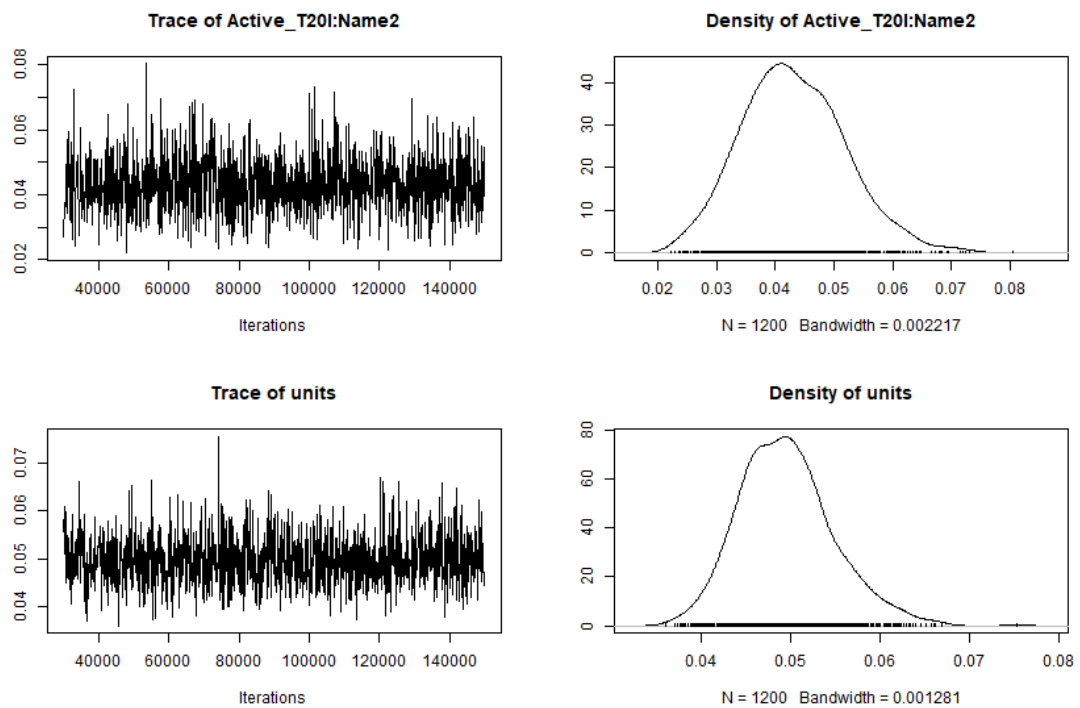 Trace of Active_T20I:Name2
Density of Active_T20I:Name2
0.02 0.04 0.06 0.08
40000 60000 80000 100000 120000 140000
Iterations
0 10 20 30 40
0.02 0.03 0.04 0.05 0.06 0.07 0.08
N = 1200 Bandwidth = 0.002217
Trace of units
Density of units
0.04 0.05 0.06 0.07
40000 60000 80000 100000 120000 140000
Iterations
0 20 40 60 80
0.04 0.05 0.06 0.07 0.08
N = 1200 Bandwidth = 0.001281